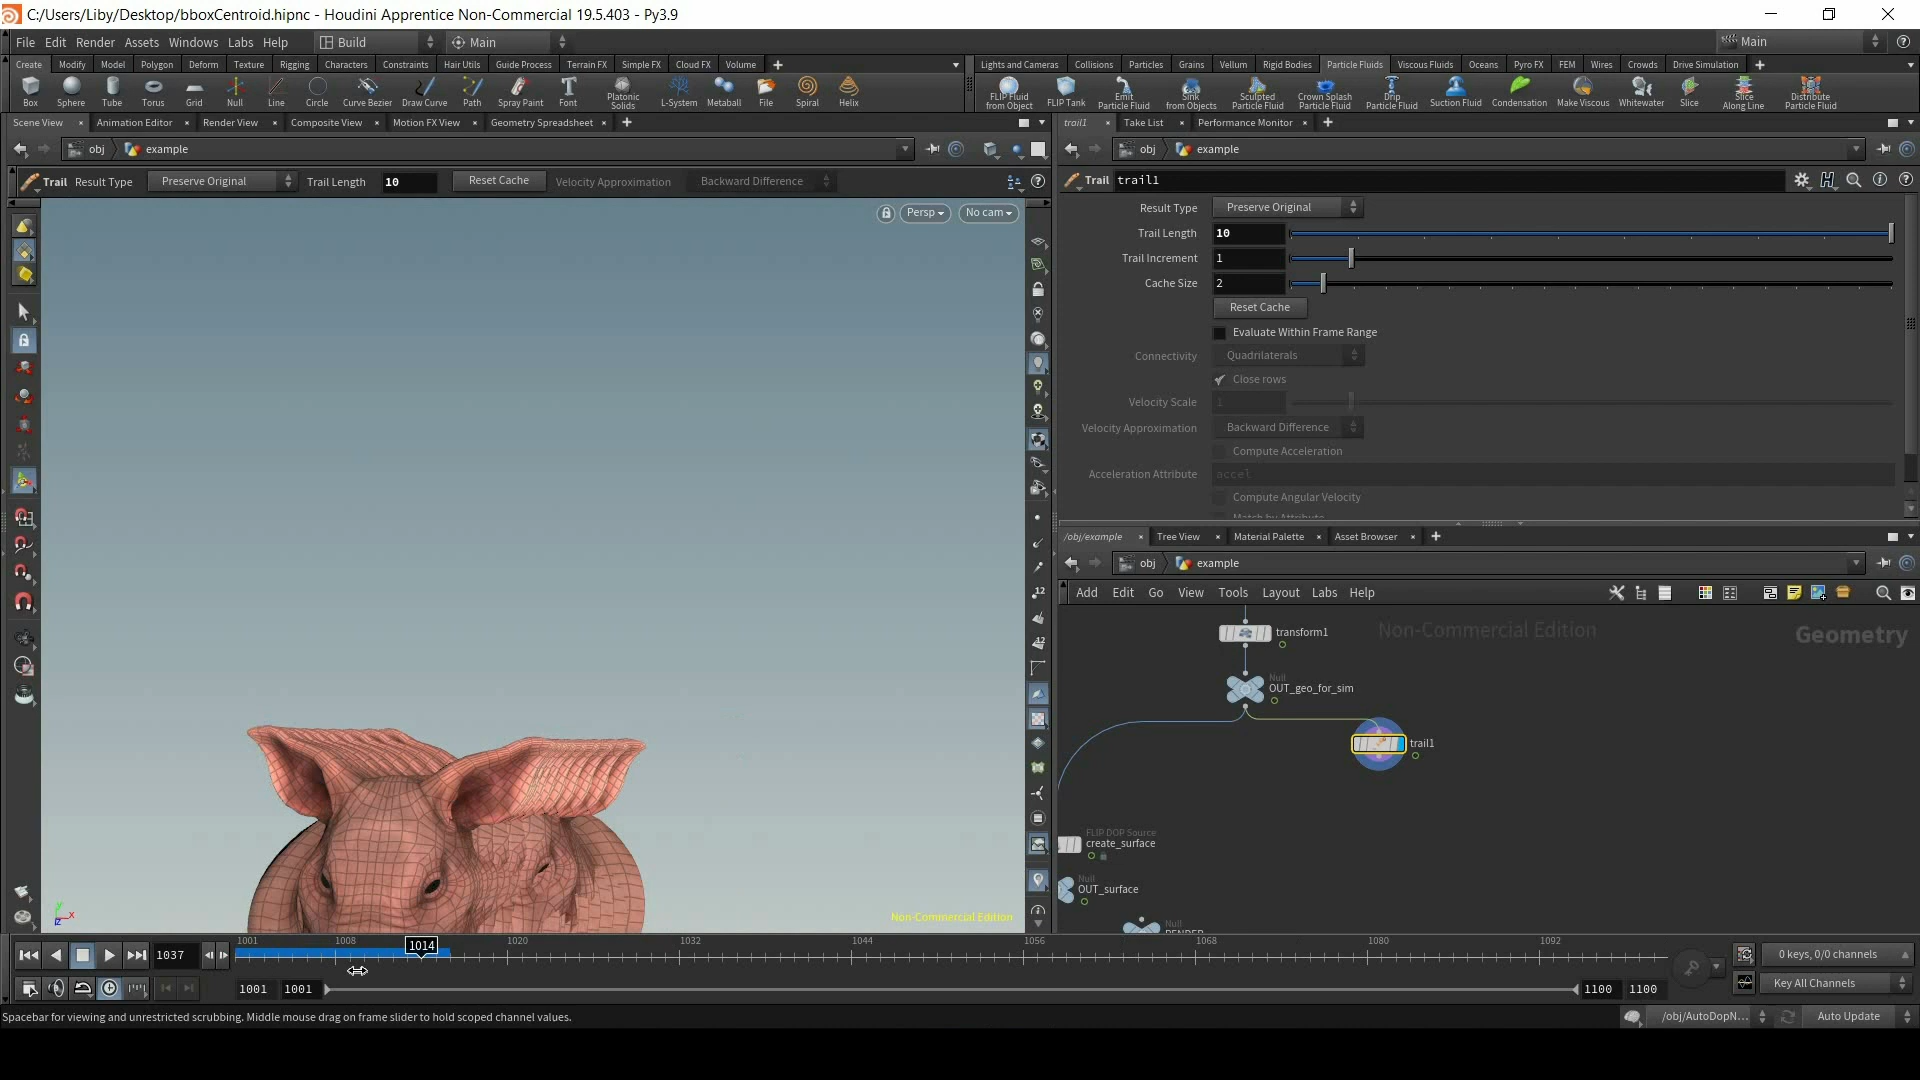 C:/Users/Liby/Desktop/bboxCentroid.hipnc - Houdini Apprentice Non-Commercial 19.5.403 - Py3.9
File Edit Render Assets Windows Labs Help Build Main Main
Create Modify Model Polygon Deform Texture Rigging Characters Constraints Hair Utils Guide Process Terrain FX Simple FX Cloud FX Volume
Lights and Cameras Collisions Particles Grains Vellum Rigid Bodies Particle Fluids Viscous Fluids Oceans Pyro FX FEM Wires Crowds Drive Simulation
Box Sphere Tube Torus Grid Null Line Circle Curve Bezier Draw Curve Path Spray Paint Font Platonic Solids L-System Metaball File Spiral Helix
FLIP Fluid from Object FLIP Tank Emit Particle Fluid Sink from Objects Sculpted Particle Fluid Crown Splash Particle Fluid Drip Particle Fluid Suction Fluid Condensation Make Viscous Whitewater Slice Slice Along Line Distribute Particle Fluid
Scene View Animation Editor Render View Composite View Motion FX View Geometry Spreadsheet
trail1 Take List Performance Monitor
obj example
obj example
Trail Result Type Preserve Original Trail Length 10 Reset Cache Velocity Approximation Backward Difference
Trail trail1
Persp No cam
Result Type Preserve Original
Trail Length 10
Trail Increment 1
Cache Size 2
Reset Cache
Evaluate Within Frame Range
Connectivity Quadrilaterals
Close rows
Velocity Scale 1
Velocity Approximation Backward Difference
Compute Acceleration
Acceleration Attribute accel
Compute Angular Velocity
Match by Attribute
/obj/example Tree View Material Palette Asset Browser
obj example
Add Edit Go View Tools Layout Labs Help
Non-Commercial Edition
Geometry
transform1
Null
OUT_geo_for_sim
trail1
FLIP DOP Source
create_surface
Null
OUT_surface
Null
RENDER
Non-Commercial Edition
1037 1001 1008 1014 1020 1032 1044 1056 1068 1080 1092
0 keys, 0/0 channels
1001 1001 1100 1100
Key All Channels
Spacebar for viewing and unrestricted scrubbing. Middle mouse drag on frame slider to hold scoped channel values.
/obj/AutoDopN... Auto Update